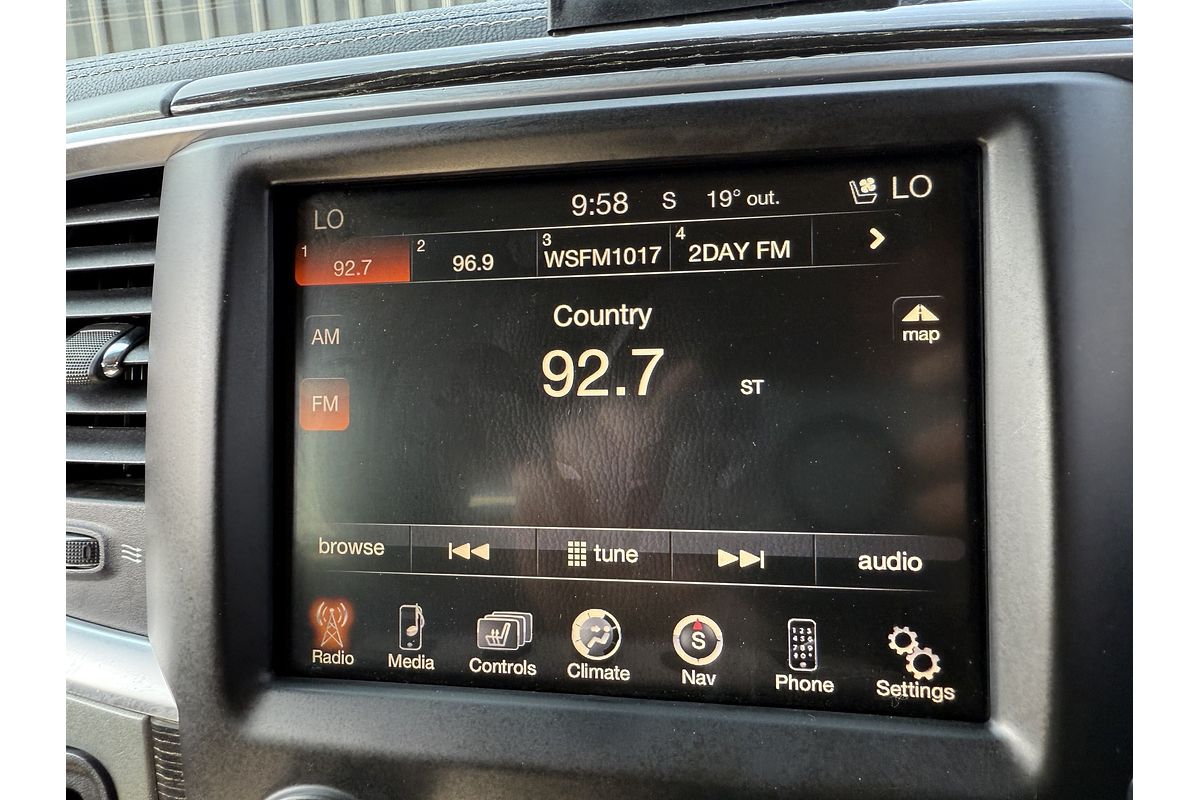 LO 9:58 S 19° out. LO
1 92.7 2 96.9 3 WSFM1017 4 2DAY FM
Country
AM
map
92.7 ST
FM
browse tune audio
Radio Media Controls Climate S Nav Phone Settings